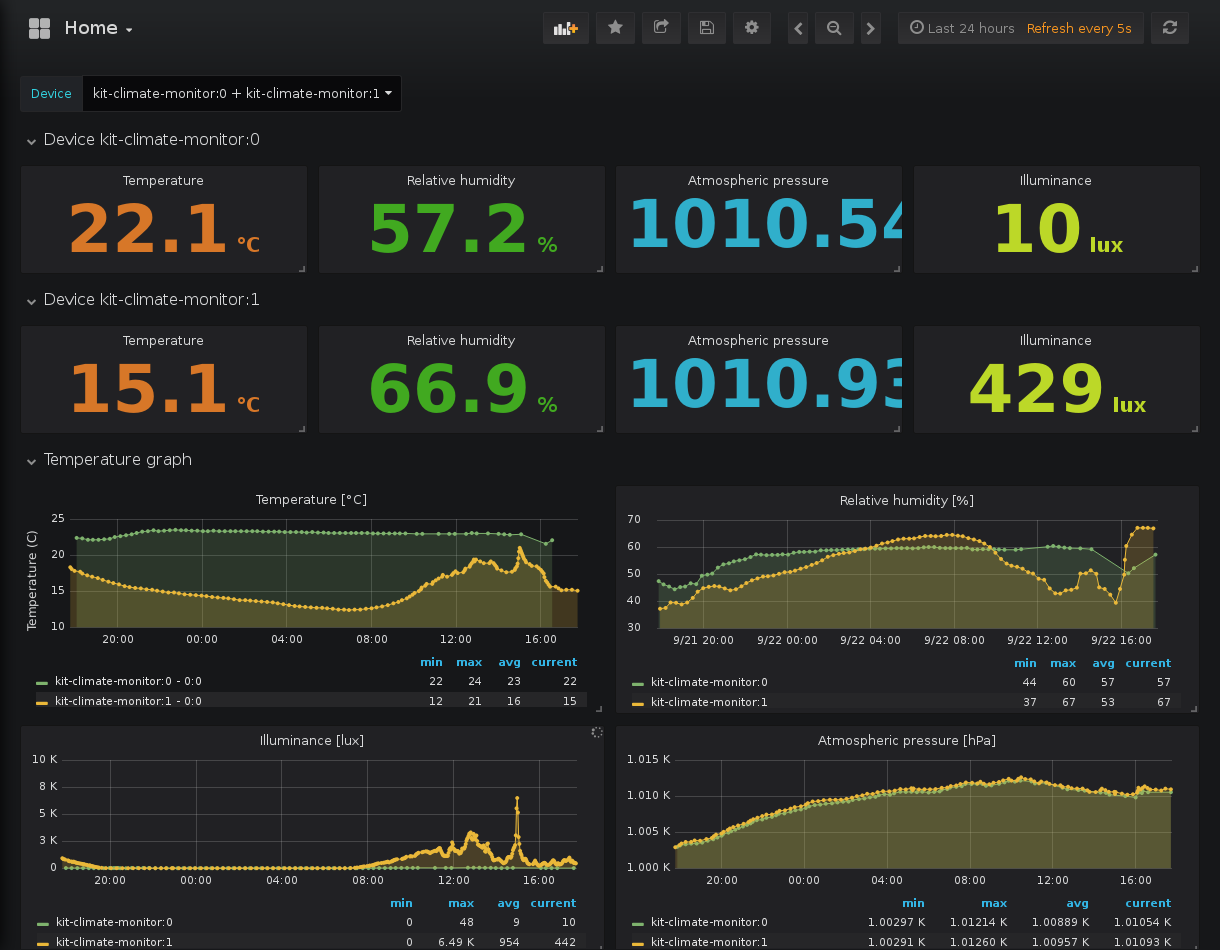 Home
Last 24 hours Refresh every 5s
Device kit-climate-monitor:0 + kit-climate-monitor:1
Device kit-climate-monitor:0
Temperature Relative humidity Atmospheric pressure Illuminance
22.1 °C 57.2 % 1010.54 10 lux
Device kit-climate-monitor:1
Temperature Relative humidity Atmospheric pressure Illuminance
15.1 °C 66.9 % 1010.93 429 lux
Temperature graph
Temperature [°C]
Temperature (C)
25
20
15
10
20:00 00:00 04:00 08:00 12:00 16:00
min max avg current
kit-climate-monitor:0 - 0:0 22 24 23 22
kit-climate-monitor:1 - 0:0 12 21 16 15
Relative humidity [%]
70
60
50
40
30
9/21 20:00 9/22 00:00 9/22 04:00 9/22 08:00 9/22 12:00 9/22 16:00
min max avg current
kit-climate-monitor:0 44 60 57 57
kit-climate-monitor:1 37 67 53 67
Illuminance [lux]
10 K
8 K
5 K
3 K
0
20:00 00:00 04:00 08:00 12:00 16:00
min max avg current
kit-climate-monitor:0 0 48 9 10
kit-climate-monitor:1 0 6.49 K 954 442
Atmospheric pressure [hPa]
1.015 K
1.010 K
1.005 K
1.000 K
20:00 00:00 04:00 08:00 12:00 16:00
min max avg current
kit-climate-monitor:0 1.00297 K 1.01214 K 1.00889 K 1.01054 K
kit-climate-monitor:1 1.00291 K 1.01260 K 1.00957 K 1.01093 K